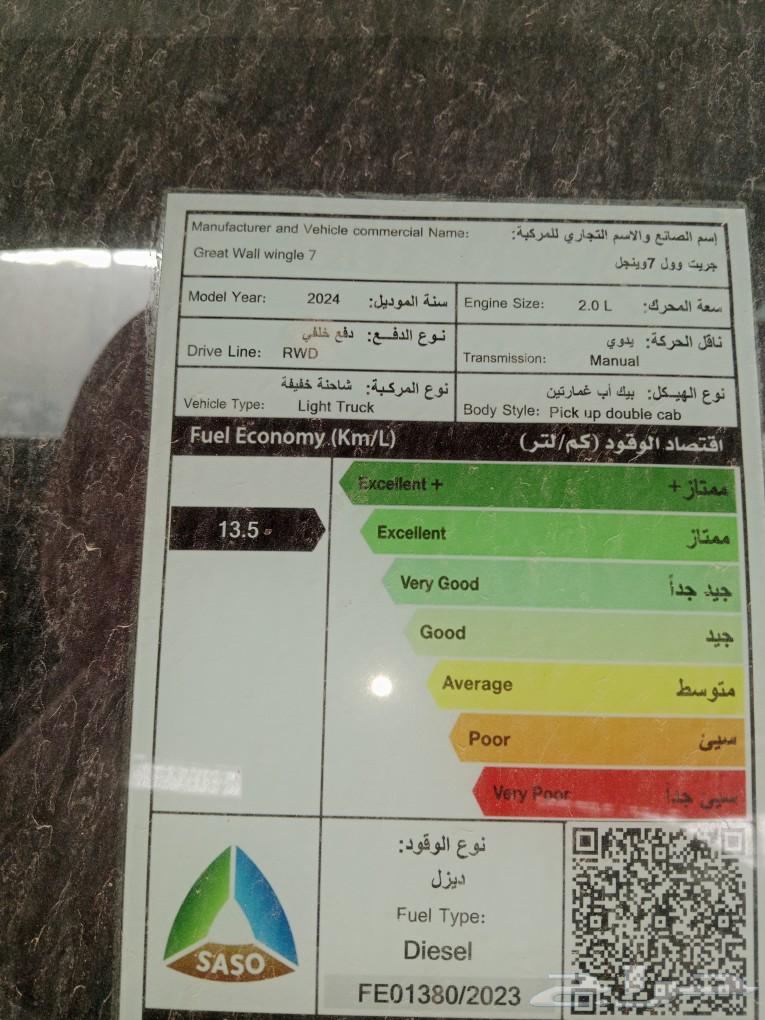 Manufacturer and Vehicle commercial Name: إسم الصانع والاسم التجاري للمركبة:
Great Wall wingle 7 جريت وول 7وينجل
Model Year: 2024 سنة الموديل: Engine Size: 2.0 L سعة المحرك:
نوع الدفـــع: دفع خلفي
Drive Line: RWD
ناقل الحركة: يدوي
Transmission: Manual
نوع المركـبة: شاحنة خفيفة
Vehicle Type: Light Truck
نوع الهيـــكل: بيك أب غمارتين
Body Style: Pick up double cab
Fuel Economy (Km/L) اقتصاد الوقود (كم/لتر)
Excellent + ممتاز+
13.5 Excellent ممتاز
Very Good جيد جداً
Good جيد
Average متوسط
Poor سيئ
Very Poor سيئ جداً
نوع الوقود:
ديزل
Fuel Type:
Diesel
SASO
FE01380/2023